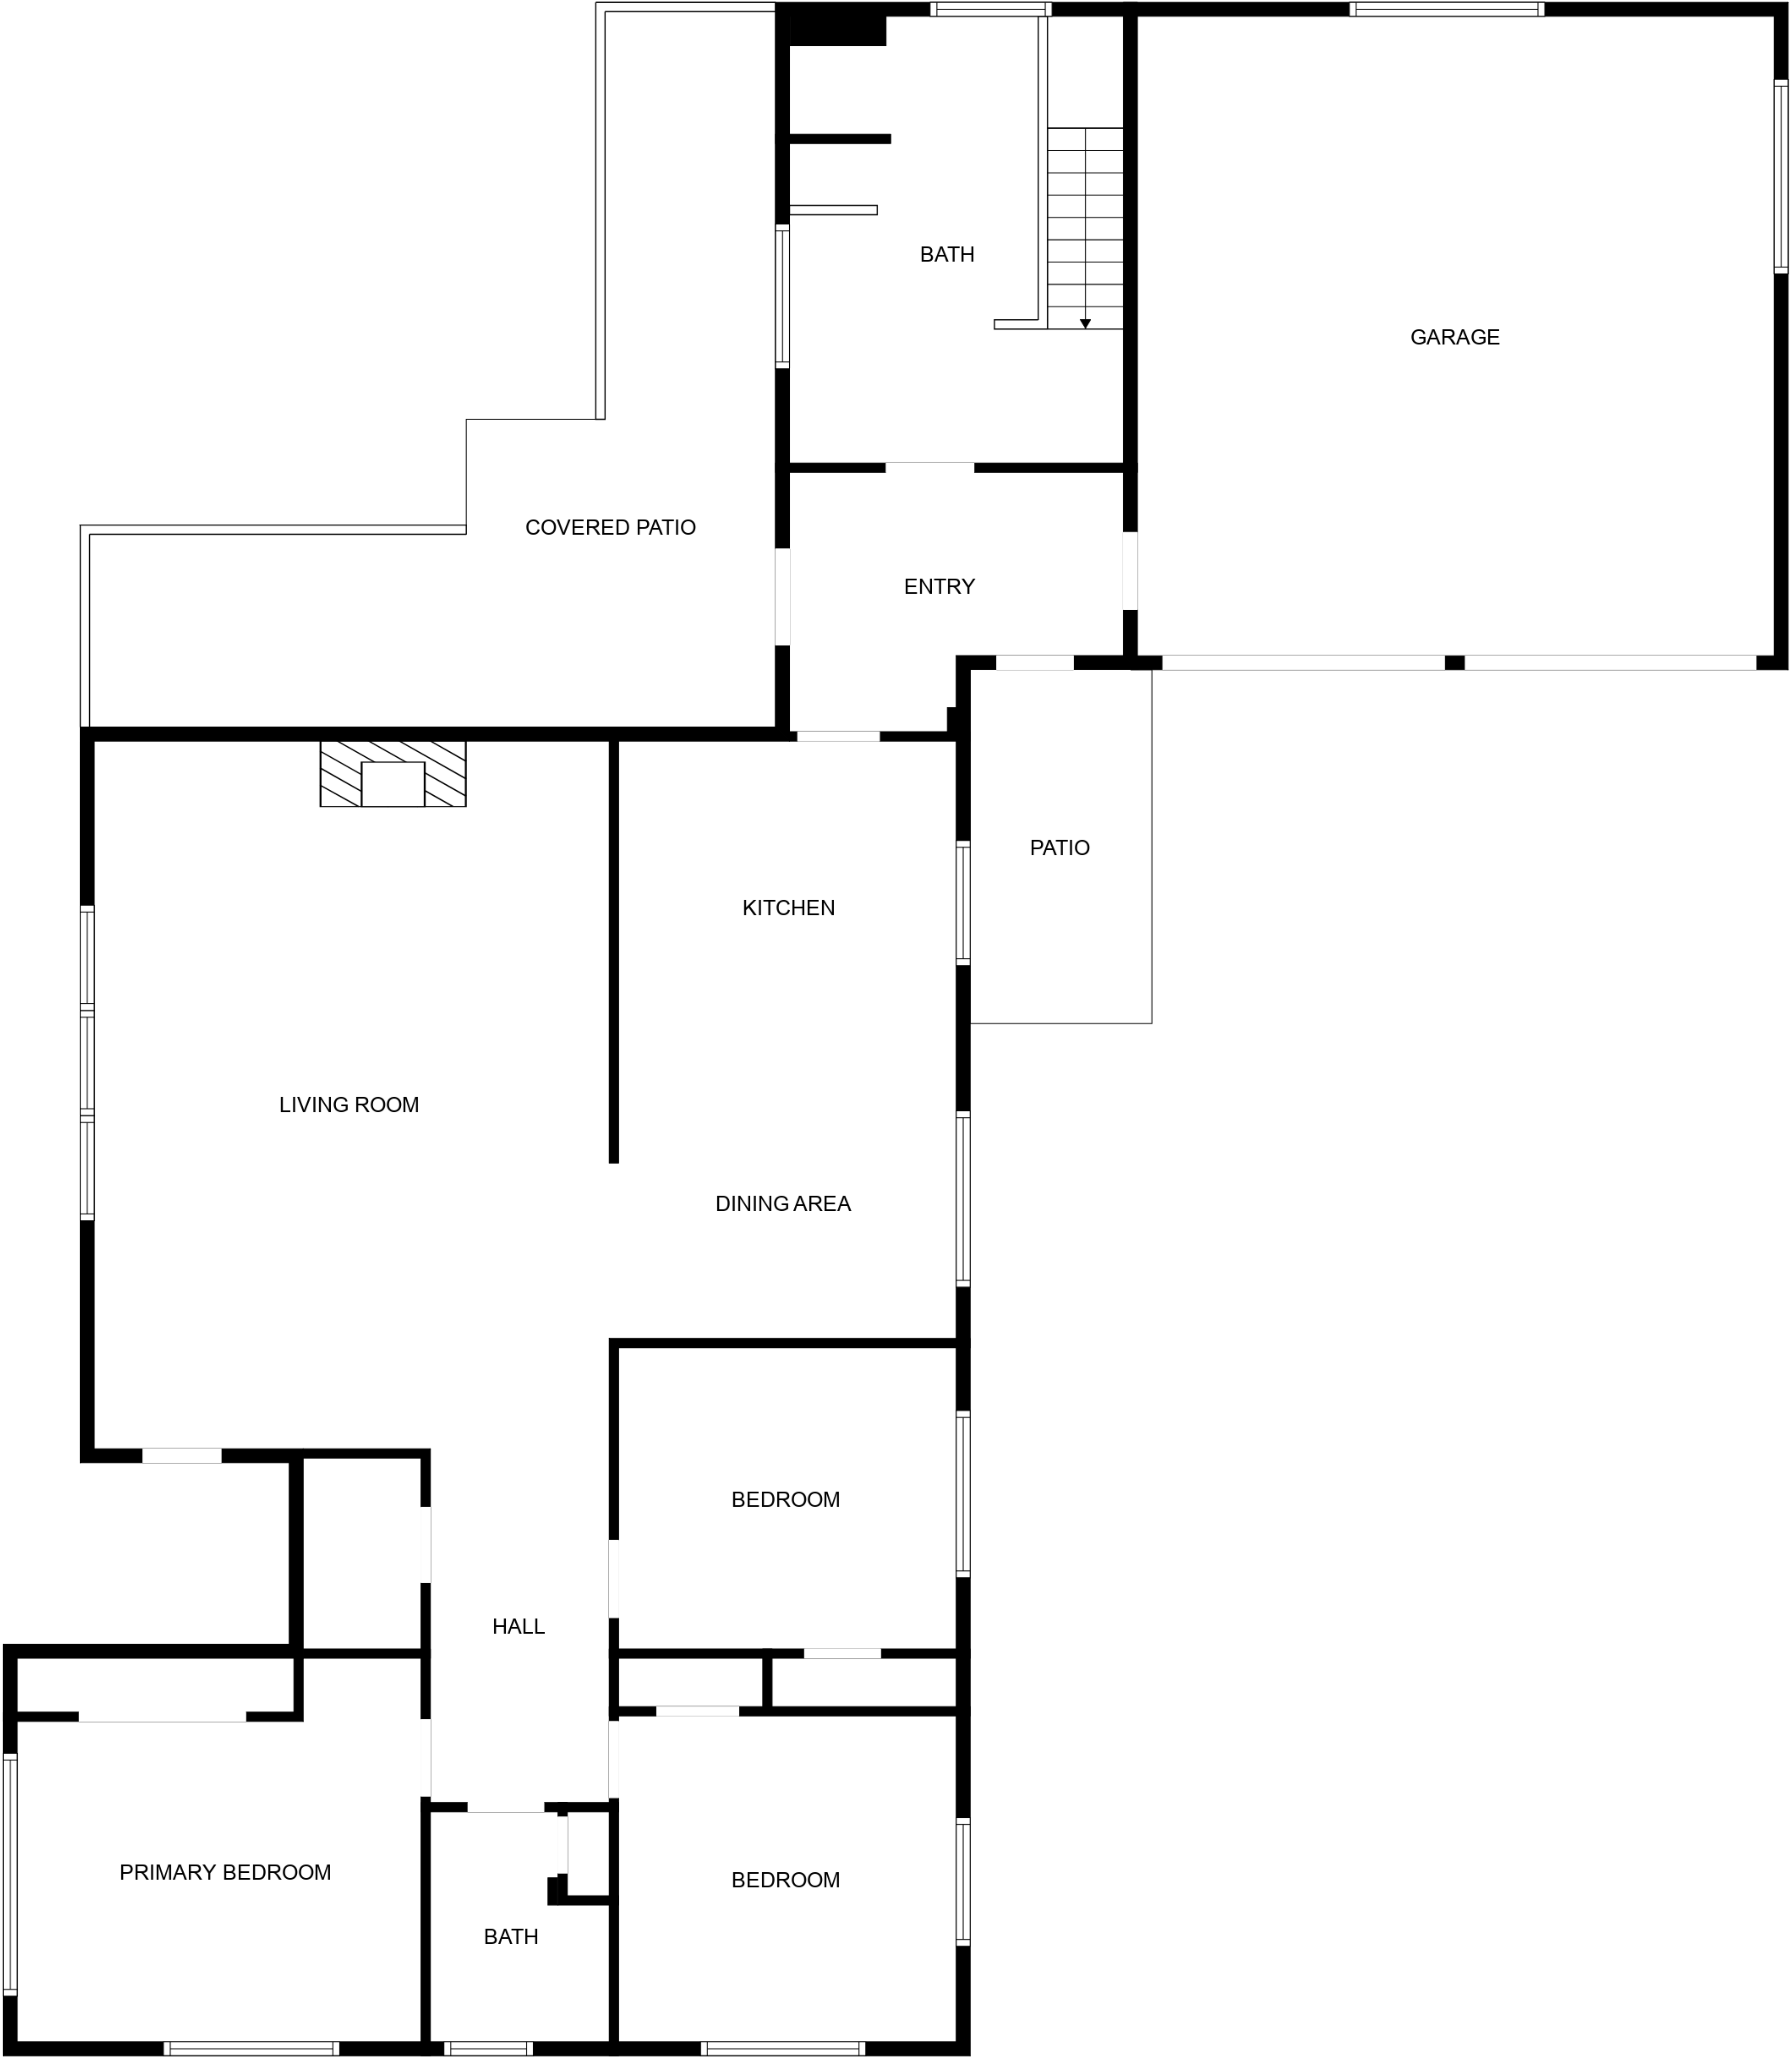 BATH
GARAGE
COVERED PATIO
ENTRY
PATIO
KITCHEN
LIVING ROOM
DINING AREA
BEDROOM
HALL
PRIMARY BEDROOM
BEDROOM
BATH